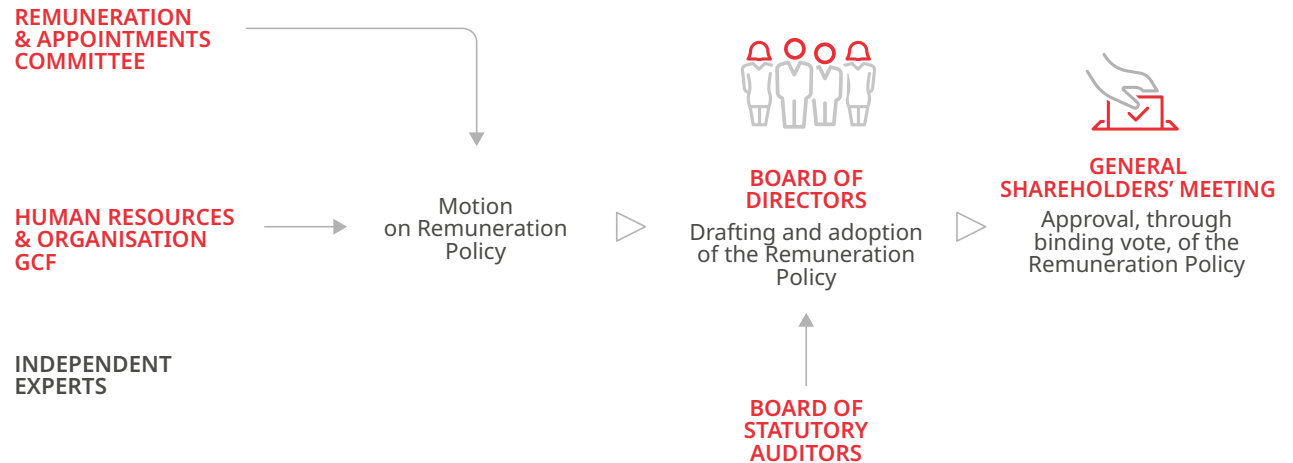 REMUNERATION
& APPOINTMENTS
COMMITTEE
HUMAN RESOURCES
& ORGANISATION
GCF
INDEPENDENT
EXPERTS
Motion
on Remuneration
Policy
BOARD OF
DIRECTORS
Drafting and adoption
of the Remuneration
Policy
BOARD OF
STATUTORY
AUDITORS
GENERAL
SHAREHOLDERS’ MEETING
Approval, through
binding vote, of the
Remuneration Policy